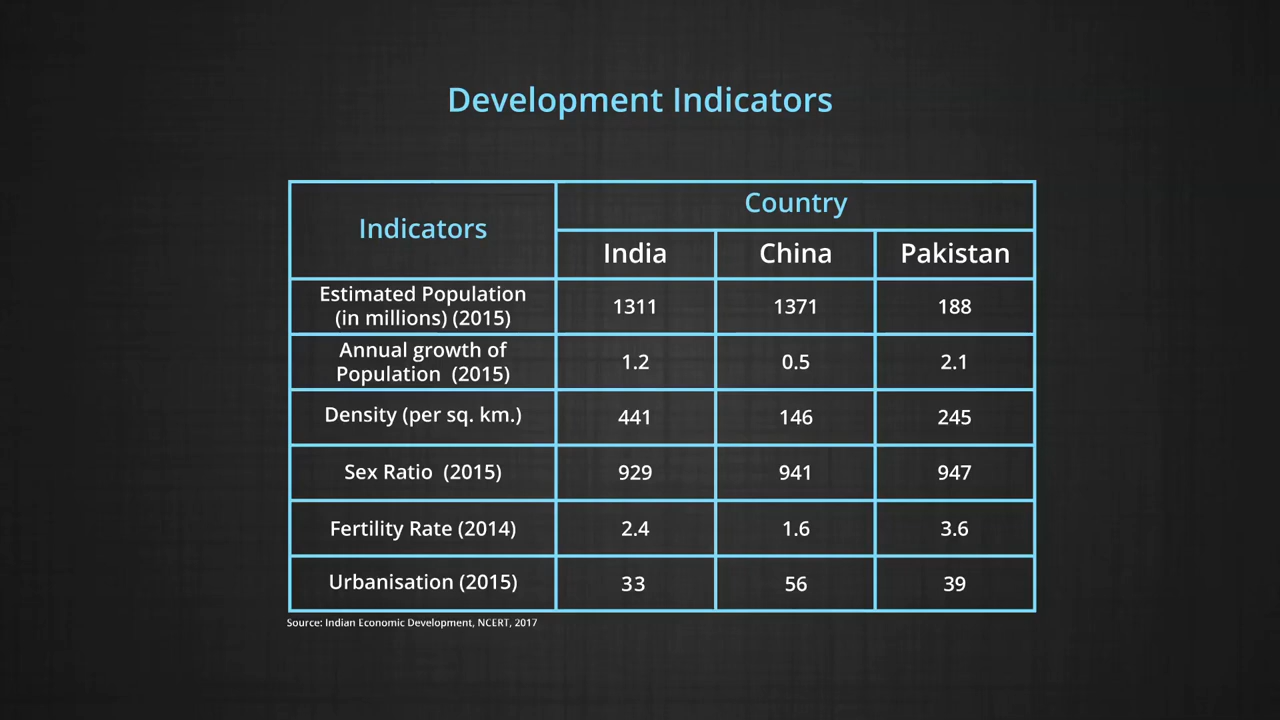 Development Indicators
Indicators
Country
India China Pakistan
Estimated Population
(in millions) (2015)
1311 1371 188
Annual growth of
Population (2015)
1.2 0.5 2.1
Density (per sq. km.) 441 146 245
Sex Ratio (2015) 929 941 947
Fertility Rate (2014) 2.4 1.6 3.6
Urbanisation (2015) 33 56 39
Source: Indian Economic Development, NCERT, 2017